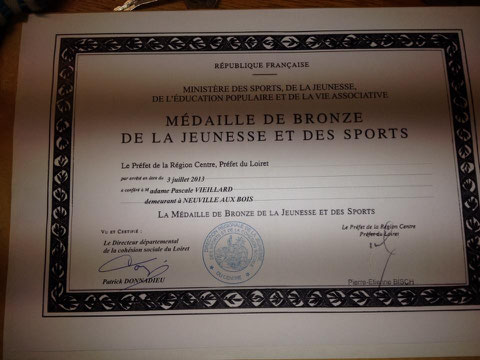 RÉPUBLIQUE FRANÇAISE
MINISTÈRE DES SPORTS, DE LA JEUNESSE,
DE L'ÉDUCATION POPULAIRE ET DE LA VIE ASSOCIATIVE
MÉDAILLE DE BRONZE
DE LA JEUNESSE ET DES SPORTS
Le Préfet de la Région Centre, Préfet du Loiret
par arrêté en date du 3 juillet 2013
a conféré à Madame Pascale VIEILLARD
demeurant à NEUVILLE AUX BOIS
LA MÉDAILLE DE BRONZE DE LA JEUNESSE ET DES SPORTS
VU ET CERTIFIÉ :
Le Directeur départemental
de la cohésion sociale du Loiret
Patrick DONNADIEU
Le Préfet de la Région Centre
Préfet du Loiret
Pierre-Etienne BISCH